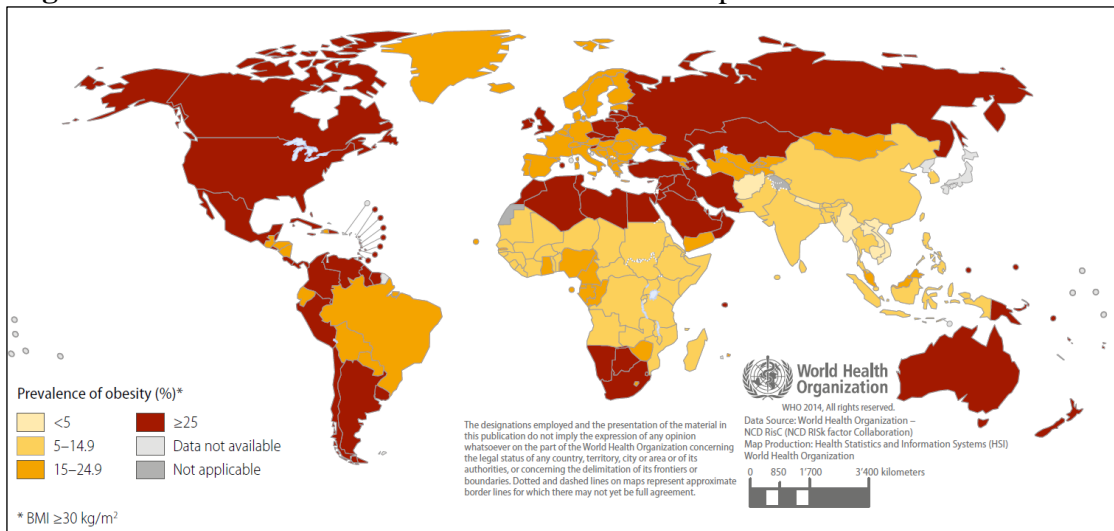 Prevalence of obesity (%)*
<5
5–14.9
15–24.9
≥25
Data not available
Not applicable
* BMI ≥30 kg/m²
The designations employed and the presentation of the material in
this publication do not imply the expression of any opinion
whatsoever on the part of the World Health Organization concerning
the legal status of any country, territory, city or area or of its
authorities, or concerning the delimitation of its frontiers or
boundaries. Dotted and dashed lines on maps represent approximate
border lines for which there may not yet be full agreement.
World Health
Organization
WHO 2014, All rights reserved.
Data Source: World Health Organization –
NCD RisC (NCD RISk factor Collaboration)
Map Production: Health Statistics and Information Systems (HSI)
World Health Organization
0 850 1'700 3'400 kilometers